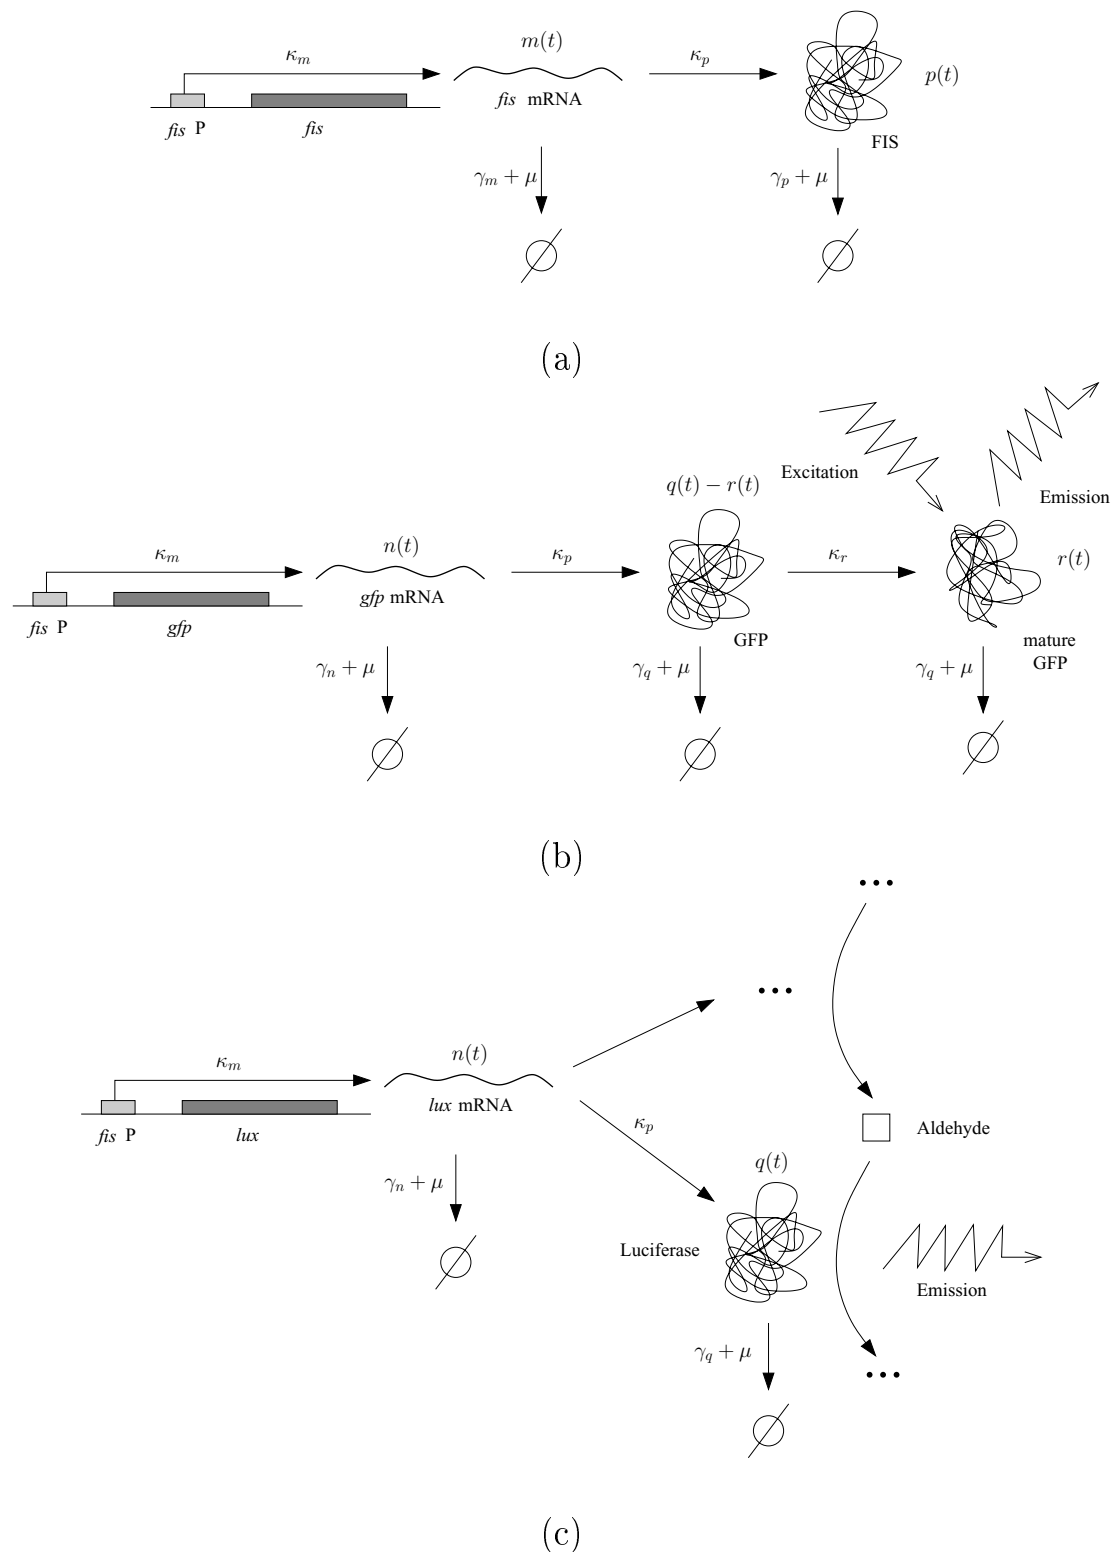 κ_m
m(t)
κ_p
p(t)
fis P
fis
fis mRNA
FIS
γ_m + μ
γ_p + μ
(a)
Excitation
Emission
q(t) − r(t)
κ_m
n(t)
κ_p
κ_r
r(t)
fis P
gfp
gfp mRNA
GFP
mature
GFP
γ_n + μ
γ_q + μ
γ_q + μ
(b)
•••
•••
κ_m
n(t)
fis P
lux
lux mRNA
κ_p
Aldehyde
q(t)
γ_n + μ
Luciferase
Emission
γ_q + μ
•••
(c)